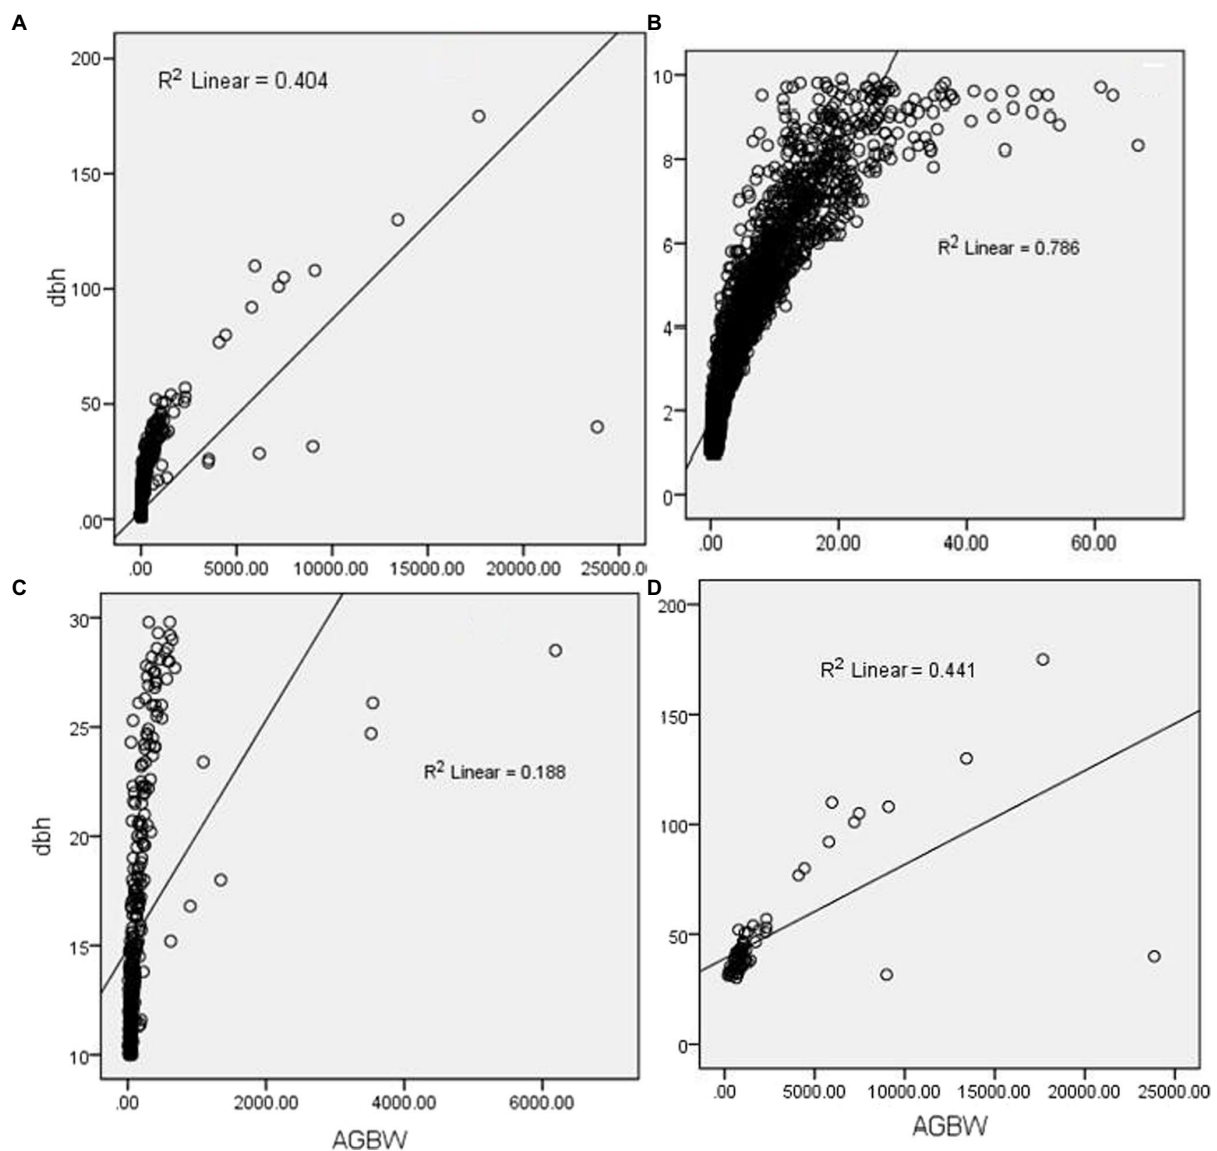 A
B
200
R² Linear = 0.404
150
100
50
.00
dbh
.00 5000.00 10000.00 15000.00 20000.00 25000.00
10
8
6
4
2
0
R² Linear = 0.786
.00 20.00 40.00 60.00
C
D
30
25
20
15
10
dbh
R² Linear = 0.188
.00 2000.00 4000.00 6000.00
AGBW
200
150
100
50
0
R² Linear = 0.441
.00 5000.00 10000.00 15000.00 20000.00 25000.00
AGBW